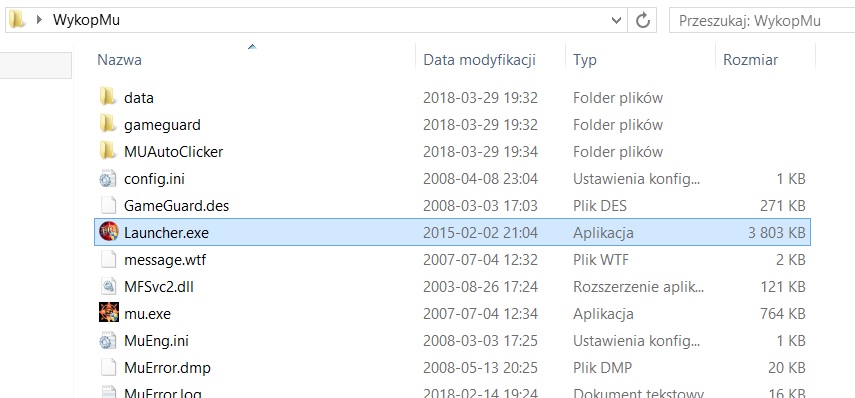 WykopMu Przeszukaj: WykopMu
Nazwa Data modyfikacji Typ Rozmiar
data 2018-03-29 19:32 Folder plików
gameguard 2018-03-29 19:32 Folder plików
MUAutoClicker 2018-03-29 19:34 Folder plików
config.ini 2008-04-08 23:04 Ustawienia konfig... 1 KB
GameGuard.des 2008-03-03 17:03 Plik DES 271 KB
Launcher.exe 2015-02-02 21:04 Aplikacja 3 803 KB
message.wtf 2007-07-04 12:32 Plik WTF 2 KB
MFSvc2.dll 2003-08-26 17:24 Rozszerzenie aplik... 121 KB
mu.exe 2007-07-04 12:34 Aplikacja 764 KB
MuEng.ini 2008-03-03 17:25 Ustawienia konfig... 1 KB
MuError.dmp 2008-05-13 20:25 Plik DMP 20 KB
MuError.log 2018-02-14 19:24 Dokument tekstowy 16 KB